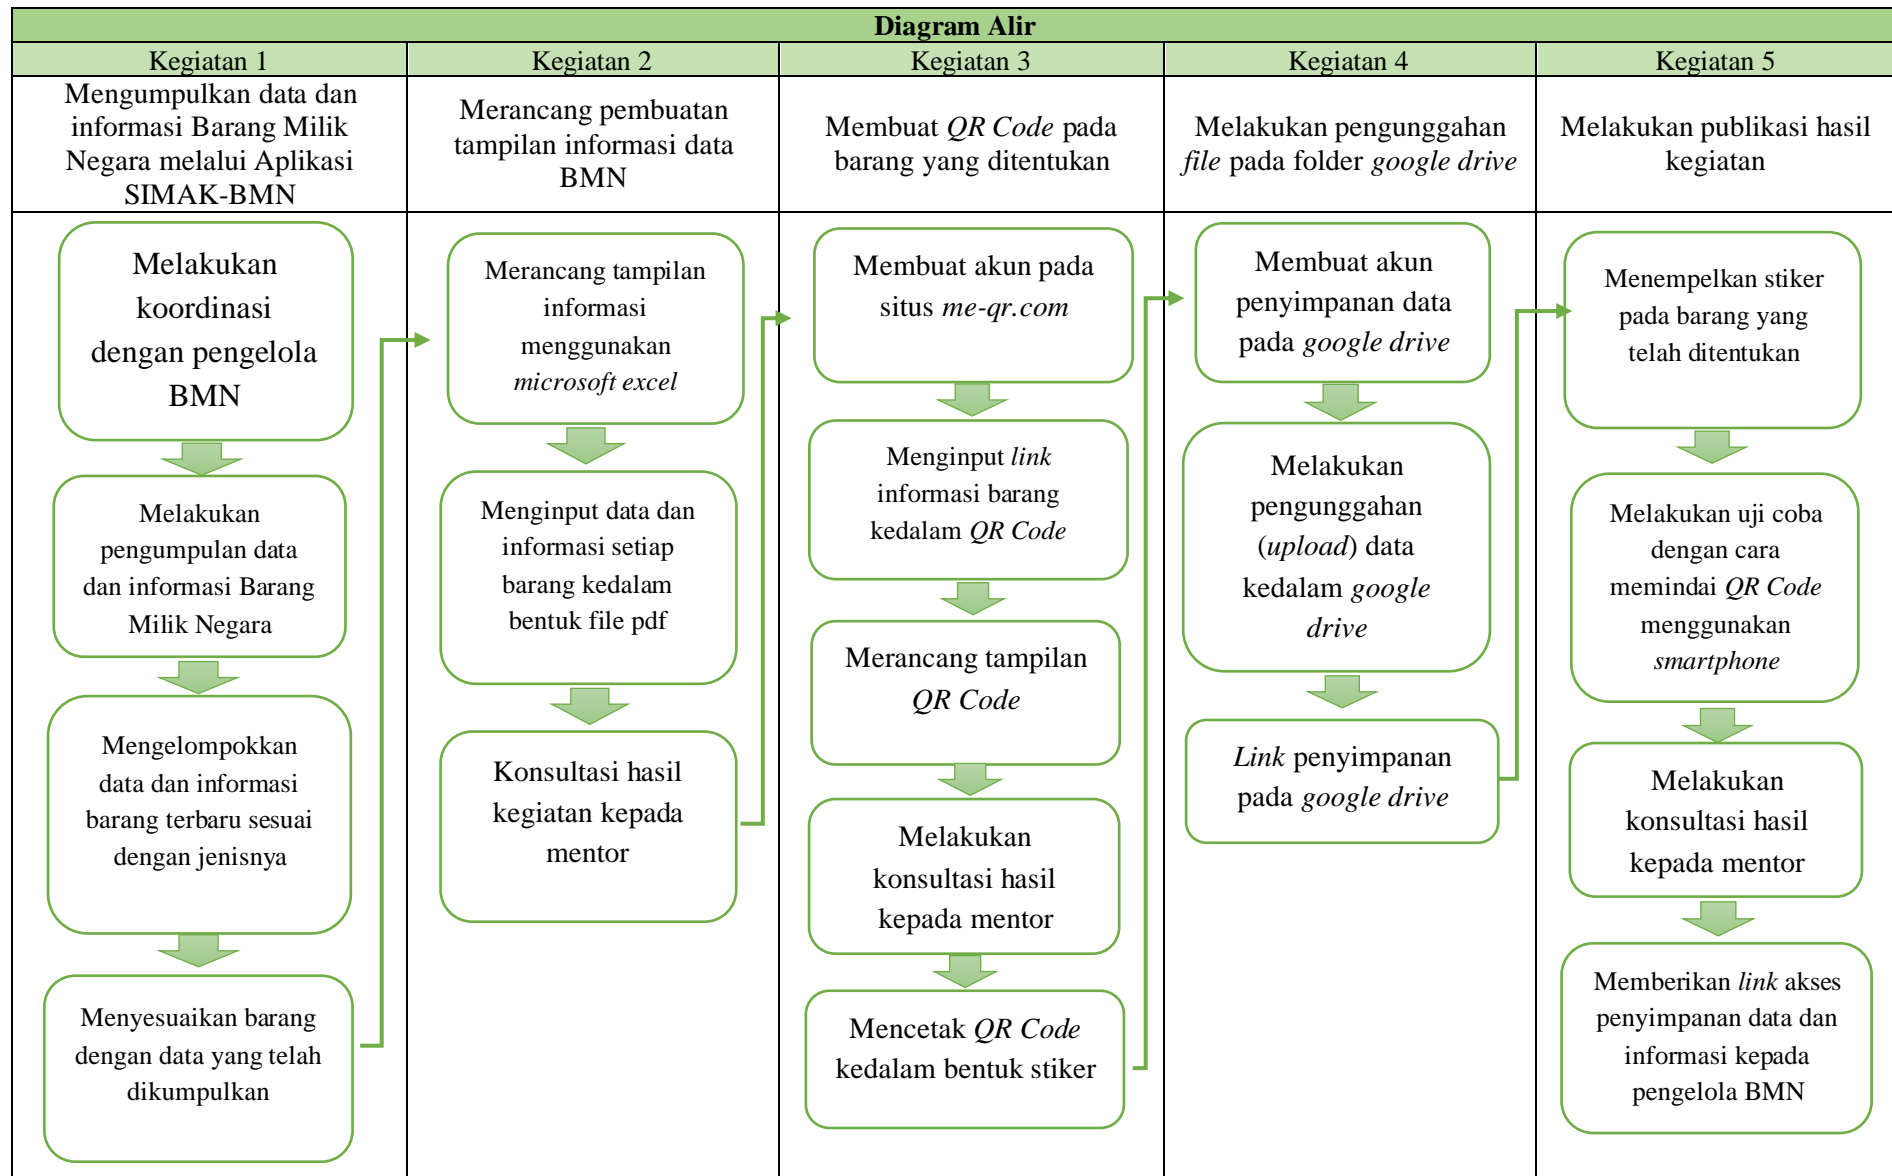 Diagram Alir
Kegiatan 1
Kegiatan 2
Kegiatan 3
Kegiatan 4
Kegiatan 5
Mengumpulkan data dan
informasi Barang Milik
Negara melalui Aplikasi
SIMAK-BMN
Merancang pembuatan
tampilan informasi data
BMN
Membuat QR Code pada
barang yang ditentukan
Melakukan pengunggahan
file pada folder google drive
Melakukan publikasi hasil
kegiatan
Melakukan
koordinasi
dengan pengelola
BMN
Melakukan
pengumpulan data
dan informasi Barang
Milik Negara
Mengelompokkan
data dan informasi
barang terbaru sesuai
dengan jenisnya
Menyesuaikan barang
dengan data yang telah
dikumpulkan
Merancang tampilan
informasi
menggunakan
microsoft excel
Menginput data dan
informasi setiap
barang kedalam
bentuk file pdf
Konsultasi hasil
kegiatan kepada
mentor
Membuat akun pada
situs me-qr.com
Menginput link
informasi barang
kedalam QR Code
Merancang tampilan
QR Code
Melakukan
konsultasi hasil
kepada mentor
Mencetak QR Code
kedalam bentuk stiker
Membuat akun
penyimpanan data
pada google drive
Melakukan
pengunggahan
(upload) data
kedalam google
drive
Link penyimpanan
pada google drive
Menempelkan stiker
pada barang yang
telah ditentukan
Melakukan uji coba
dengan cara
memindai QR Code
menggunakan
smartphone
Melakukan
konsultasi hasil
kepada mentor
Memberikan link akses
penyimpanan data dan
informasi kepada
pengelola BMN